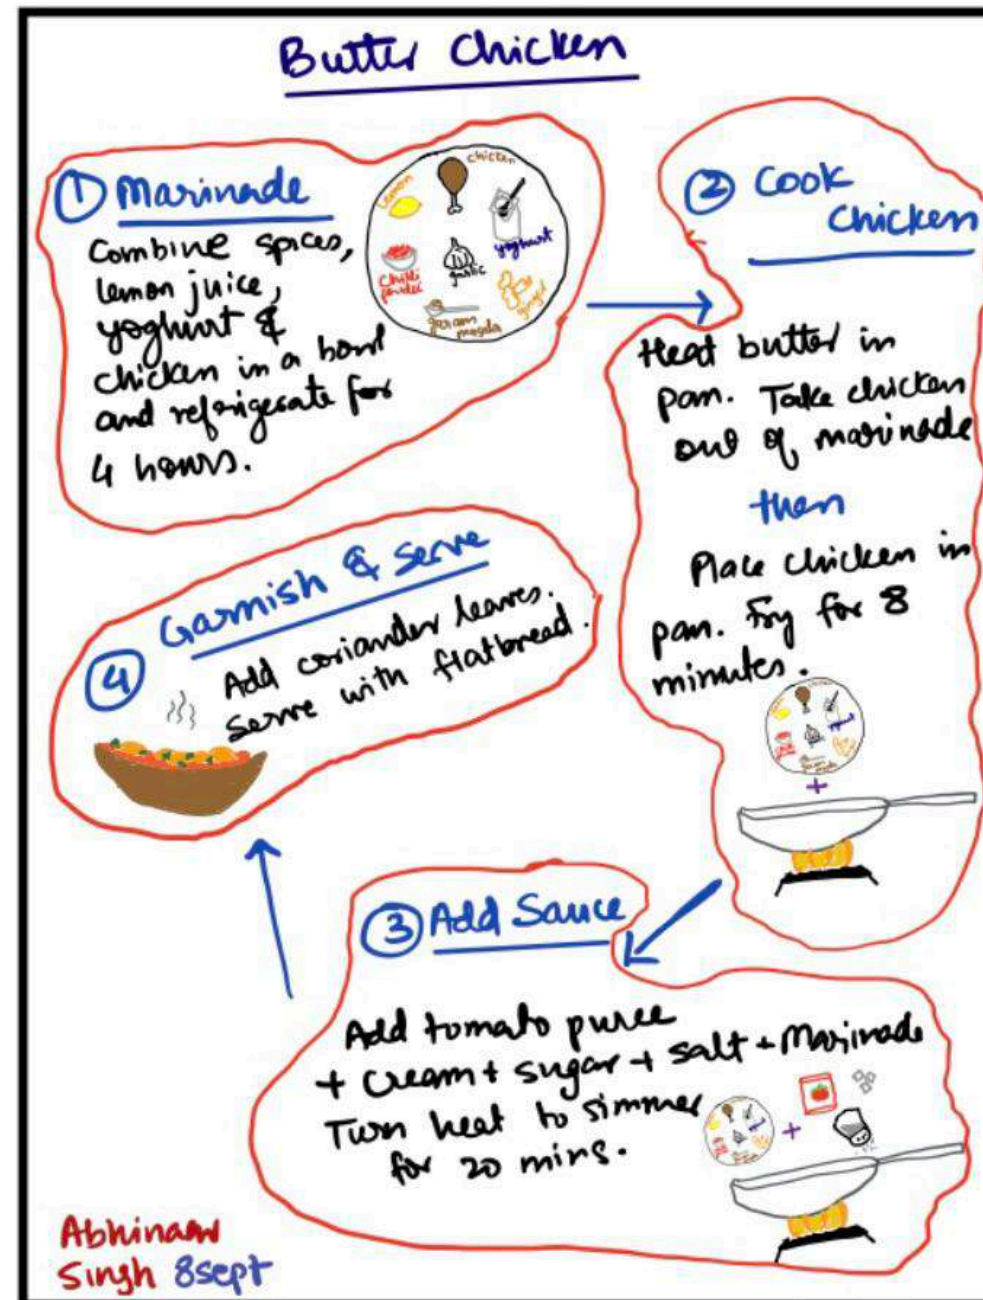 Butter Chicken
① Marinade
Combine spices,
lemon juice,
yoghurt &
chicken in a bowl
and refrigerate for
4 hours.
chicken
Lemon
yoghurt
Chilli
powder
garlic
ginger
garam
masala
② Cook
Chicken
Heat butter in
pan. Take chicken
out of marinade
then
Place chicken in
pan. Fry for 8
minutes.
+
③ Add Sauce
Add tomato puree
+ Cream + sugar + salt + Marinade
Turn heat to simmer
for 20 mins.
+
④ Garnish & Serve
Add coriander leaves.
Serve with flatbread.
Abhinaav
Singh 8sept